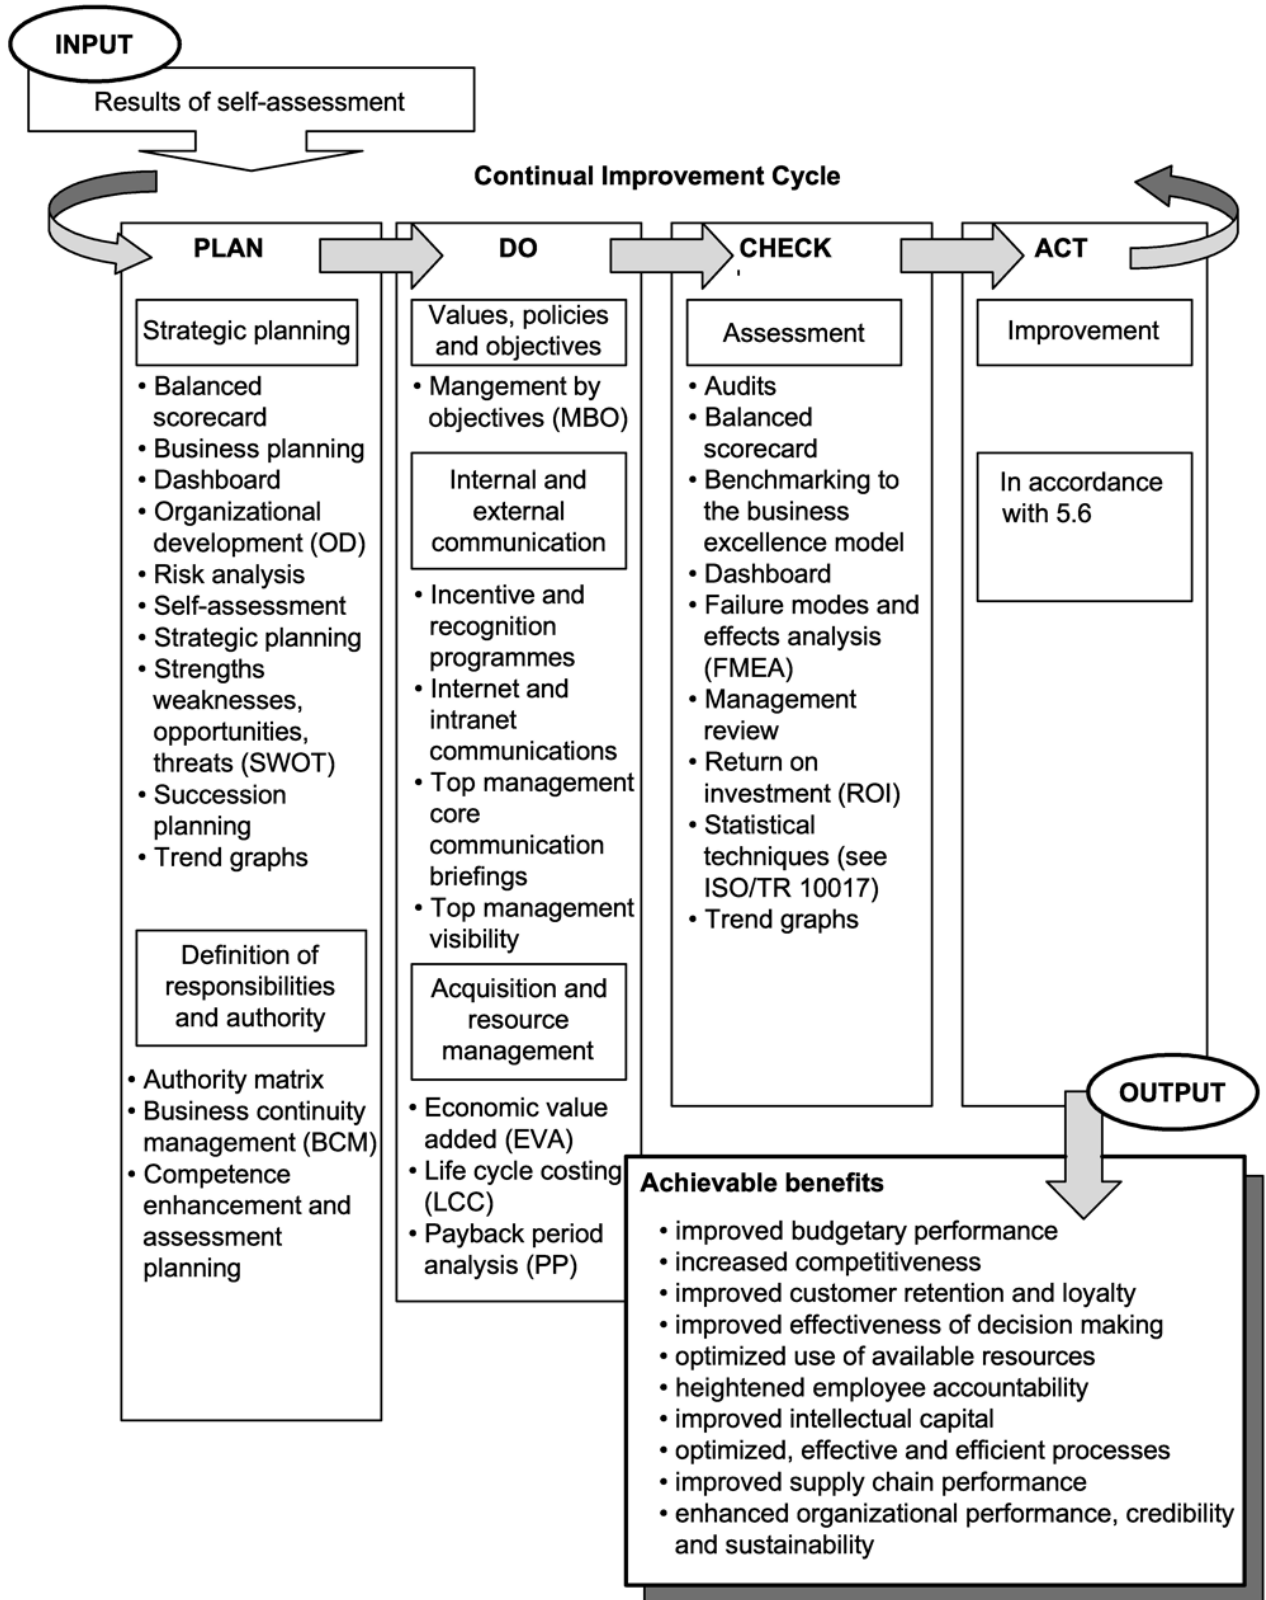 INPUT
Results of self-assessment
Continual Improvement Cycle
PLAN
Strategic planning
• Balanced
scorecard
• Business planning
• Dashboard
• Organizational
development (OD)
• Risk analysis
• Self-assessment
• Strategic planning
• Strengths
weaknesses,
opportunities,
threats (SWOT)
• Succession
planning
• Trend graphs
Definition of
responsibilities
and authority
• Authority matrix
• Business continuity
management (BCM)
• Competence
enhancement and
assessment
planning
DO
Values, policies
and objectives
• Mangement by
objectives (MBO)
Internal and
external
communication
• Incentive and
recognition
programmes
• Internet and
intranet
communications
• Top management
core
communication
briefings
• Top management
visibility
Acquisition and
resource
management
• Economic value
added (EVA)
• Life cycle costing
(LCC)
• Payback period
analysis (PP)
CHECK
Assessment
• Audits
• Balanced
scorecard
• Benchmarking to
the business
excellence model
• Dashboard
• Failure modes and
effects analysis
(FMEA)
• Management
review
• Return on
investment (ROI)
• Statistical
techniques (see
ISO/TR 10017)
• Trend graphs
ACT
Improvement
In accordance
with 5.6
OUTPUT
Achievable benefits
• improved budgetary performance
• increased competitiveness
• improved customer retention and loyalty
• improved effectiveness of decision making
• optimized use of available resources
• heightened employee accountability
• improved intellectual capital
• optimized, effective and efficient processes
• improved supply chain performance
• enhanced organizational performance, credibility
and sustainability